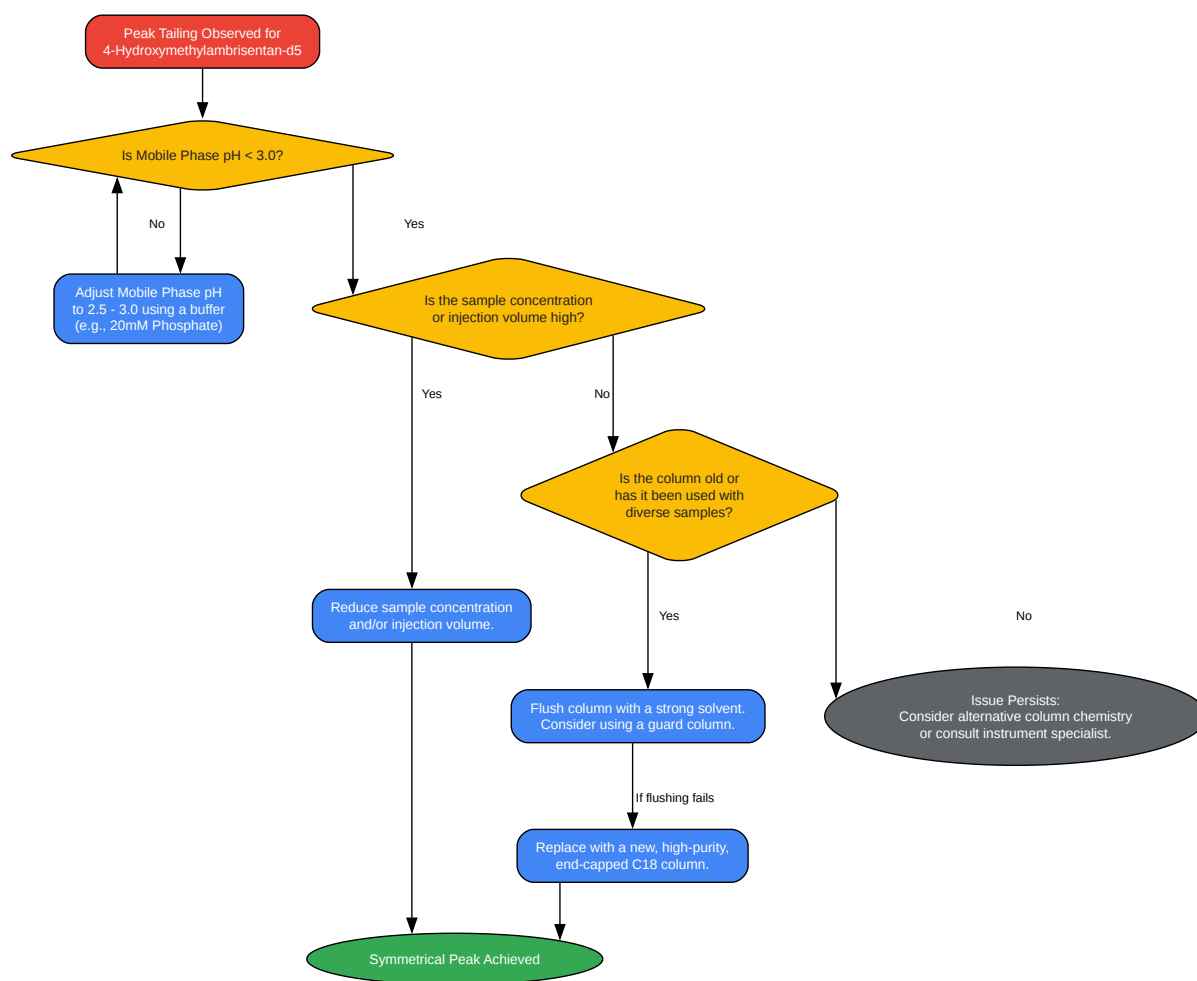 Peak Tailing Observed for
4-Hydroxymethylambrisentan-d5
Is Mobile Phase pH < 3.0?
No
Yes
Adjust Mobile Phase pH
to 2.5 - 3.0 using a buffer
(e.g., 20mM Phosphate)
Is the sample concentration
or injection volume high?
Yes
No
Is the column old or
has it been used with
diverse samples?
Reduce sample concentration
and/or injection volume.
Yes
No
Flush column with a strong solvent.
Consider using a guard column.
Issue Persists:
Consider alternative column chemistry
or consult instrument specialist.
If flushing fails
Replace with a new, high-purity,
end-capped C18 column.
Symmetrical Peak Achieved